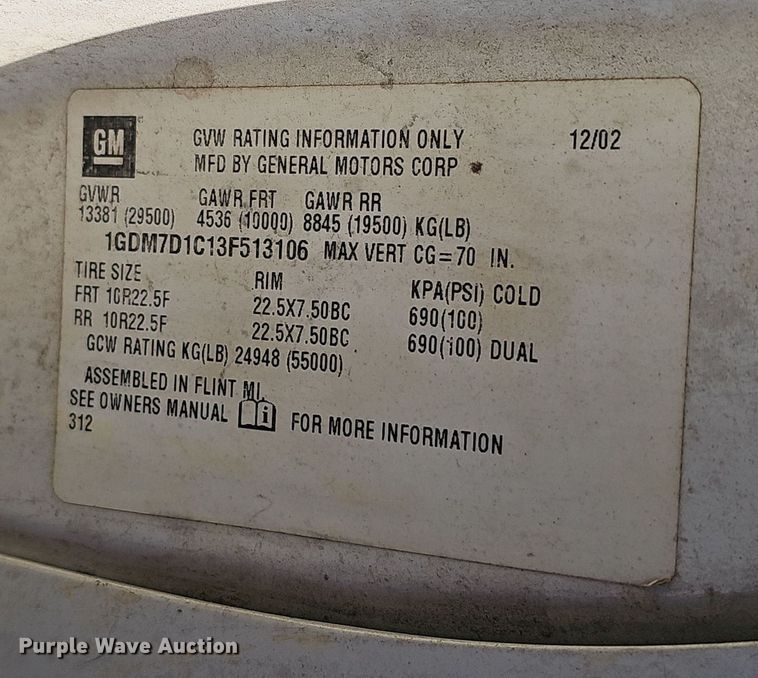 GM
GVW RATING INFORMATION ONLY 12/02
MFD BY GENERAL MOTORS CORP
GVWR GAWR FRT GAWR RR
13381 (29500) 4536 (10000) 8845 (19500) KG(LB)
1GDM7D1C13F513106 MAX VERT CG=70 IN.
TIRE SIZE RIM KPA(PSI) COLD
FRT 10R22.5F 22.5X7.50BC 690(100)
RR 10R22.5F 22.5X7.50BC 690(100) DUAL
GCW RATING KG(LB) 24948 (55000)
ASSEMBLED IN FLINT MI.
SEE OWNERS MANUAL i FOR MORE INFORMATION
312
Purple Wave Auction